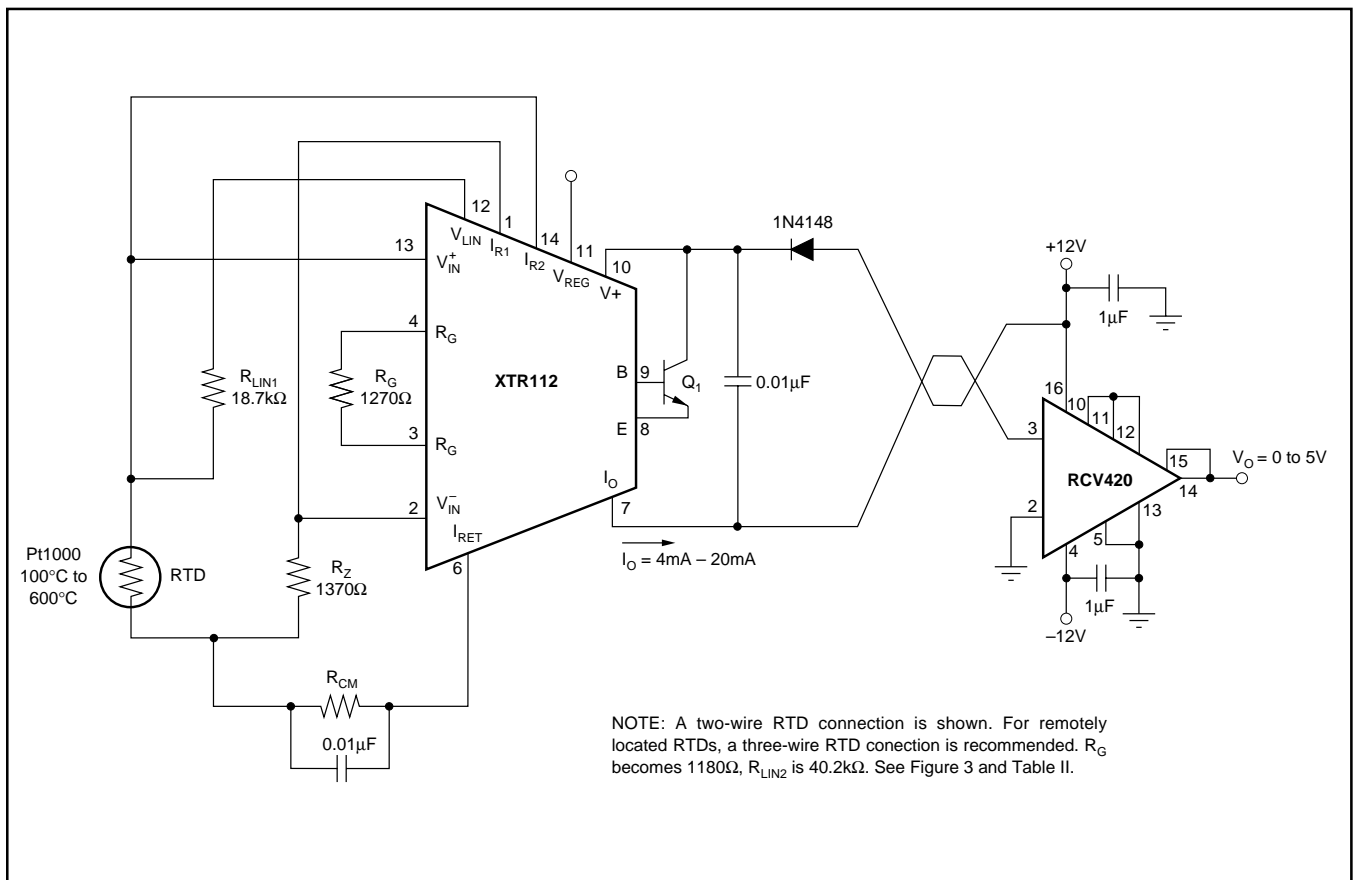 12
1
14
11
10
13
V_LIN
I_R1
I_R2
V_REG
V+
V_IN^+
4
R_G
R_G
1270Ω
3
R_G
XTR112
B
9
Q_1
E
8
0.01µF
1N4148
R_LIN1
18.7kΩ
2
V_IN^–
I_RET
6
I_O
7
I_O = 4mA – 20mA
Pt1000
100°C to
600°C
RTD
R_Z
1370Ω
R_CM
0.01µF
+12V
1µF
16
10
11
12
3
15
RCV420
14
V_O = 0 to 5V
2
13
5
4
1µF
–12V
NOTE: A two-wire RTD connection is shown. For remotely
located RTDs, a three-wire RTD conection is recommended. R_G
becomes 1180Ω, R_LIN2 is 40.2kΩ. See Figure 3 and Table II.